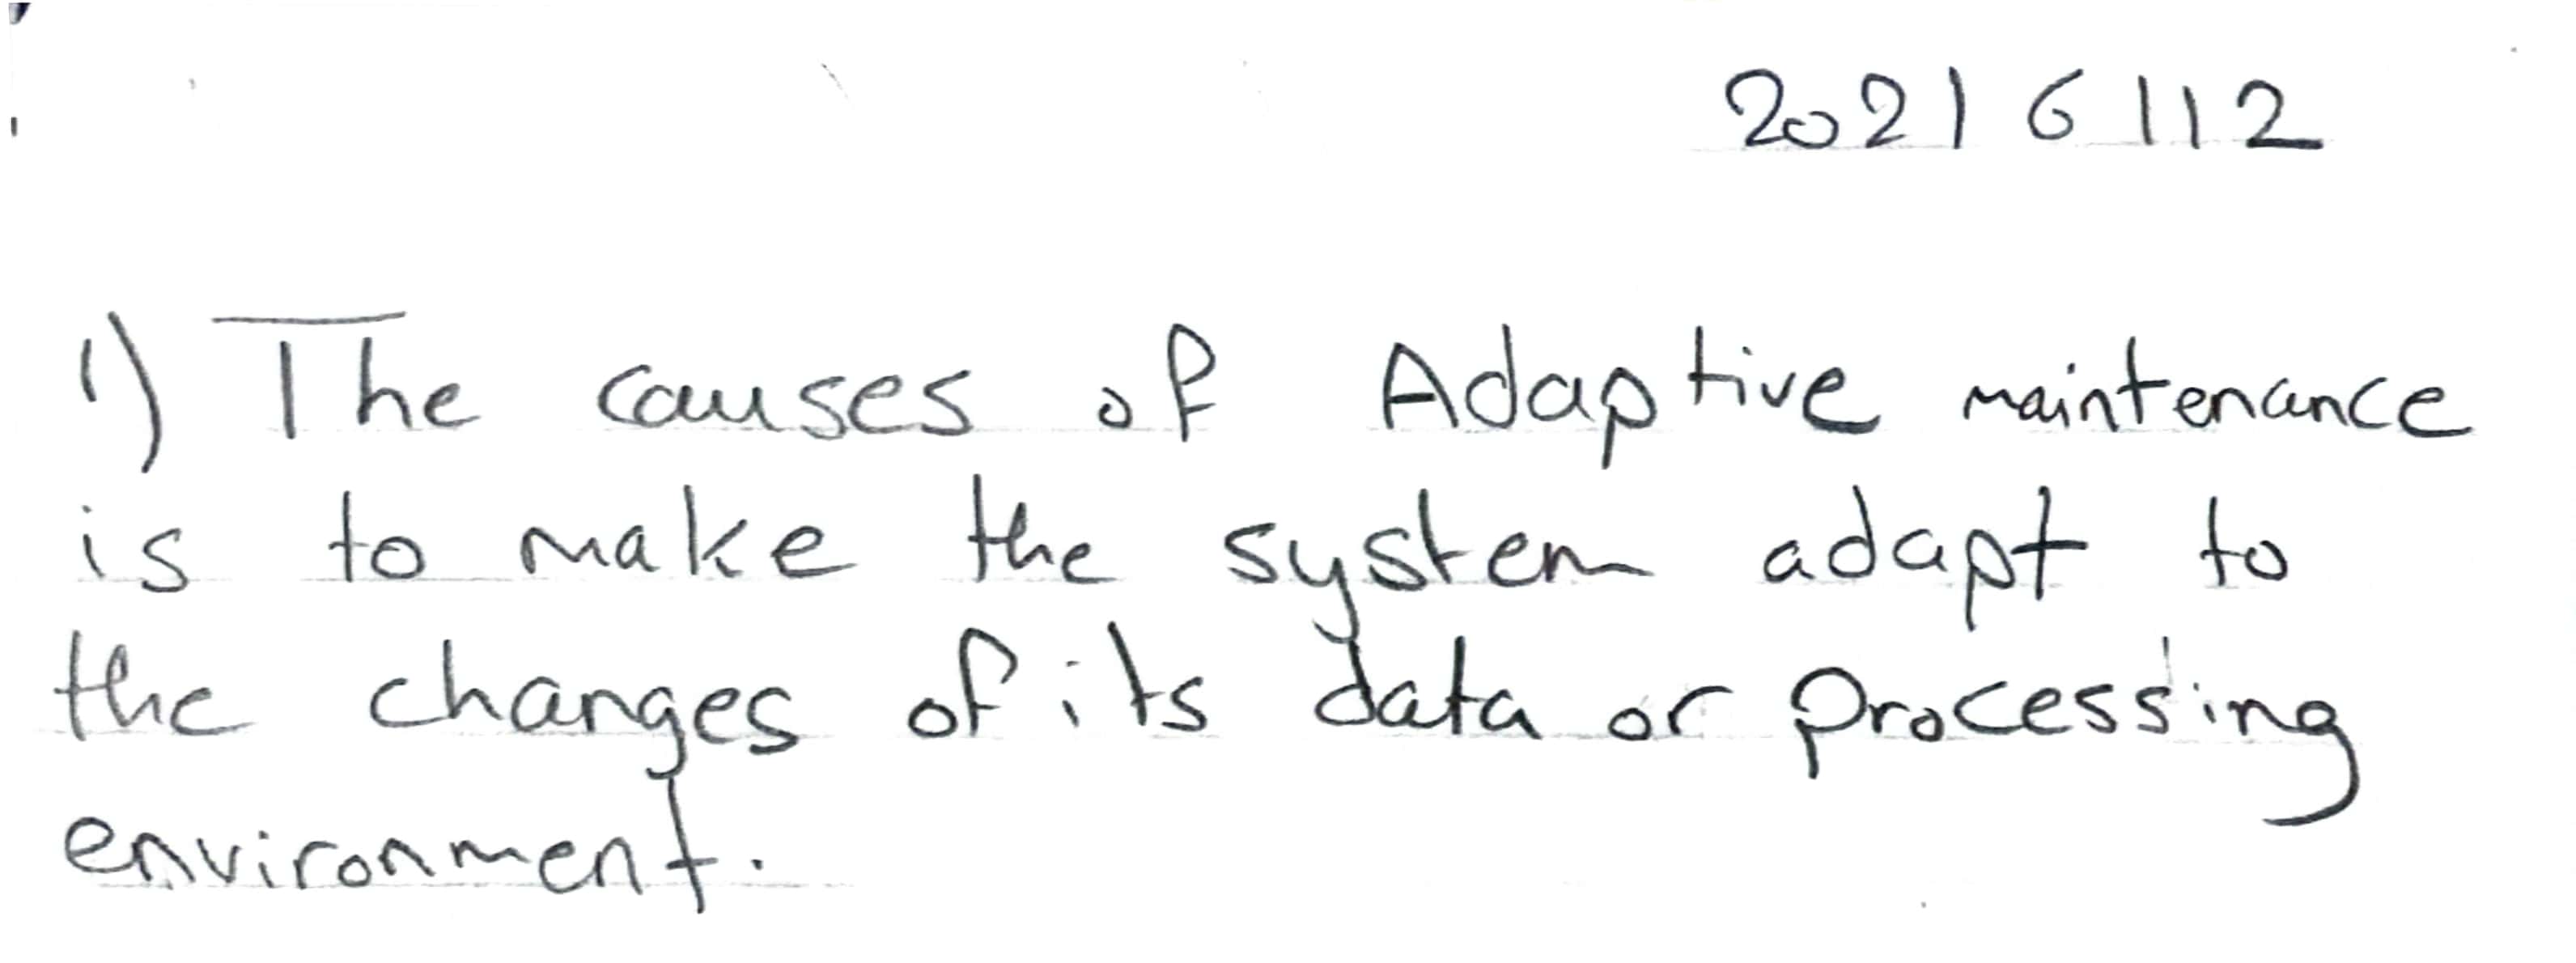 20216112
1) The causes of Adaptive maintenance
is to make the system adapt to
the changes of its data or processing
environment.